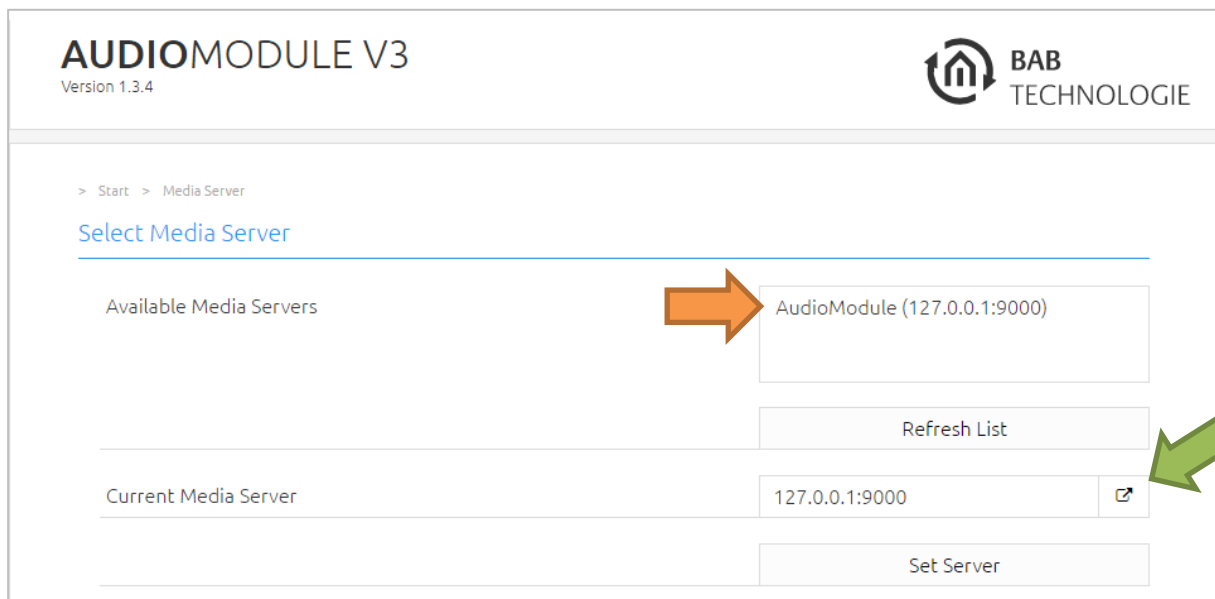 AUDIOMODULE V3
Version 1.3.4
BAB
TECHNOLOGIE
> Start > Media Server
Select Media Server
Available Media Servers
AudioModule (127.0.0.1:9000)
Refresh List
Current Media Server
127.0.0.1:9000
Set Server